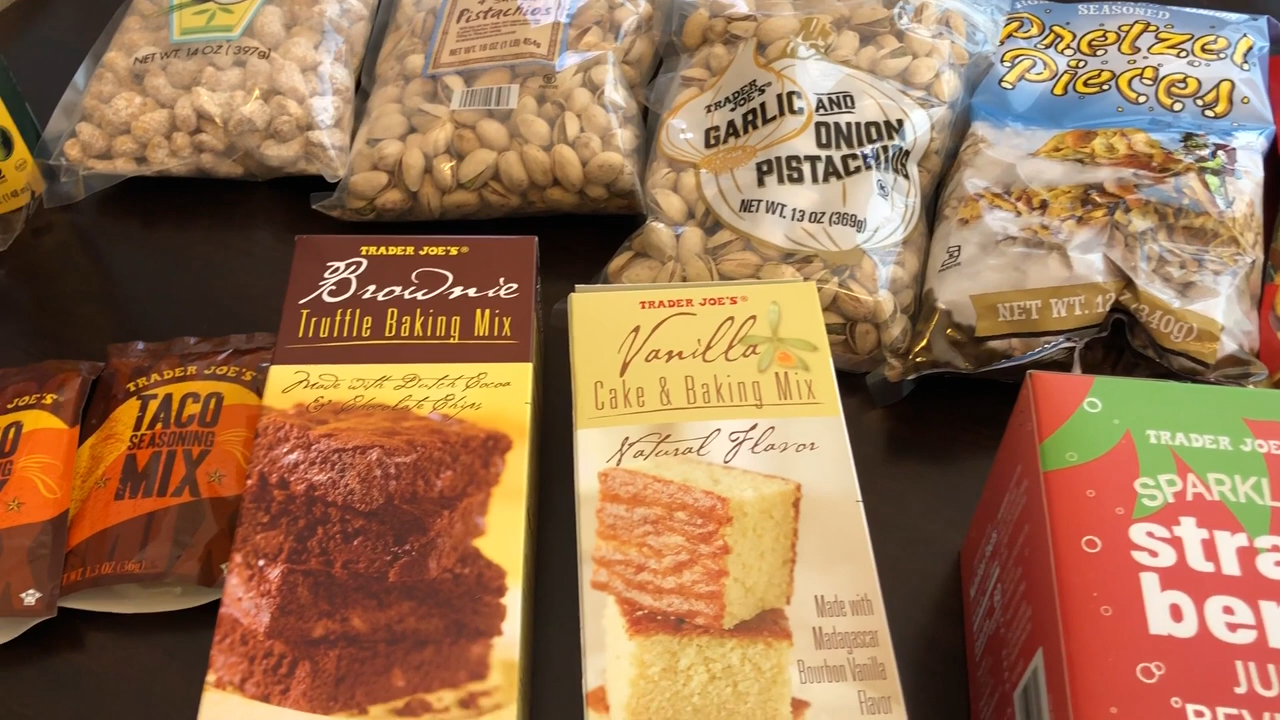 NET WT. 14 OZ (397g)
Pistachios
NET WT. 16 OZ (1 LB) 454g
TRADER JOE'S
GARLIC AND
ONION
PISTACHIOS
NET WT. 13 OZ (369g)
SEASONED
Pretzel
Pieces
NET WT. 12 OZ (340g)
TRADER JOE'S®
Brownie
Truffle Baking Mix
Made with Dutch Cocoa
& Chocolate Chips
TRADER JOE'S®
Vanilla
Cake & Baking Mix
Natural Flavor
Made with
Madagascar
Bourbon Vanilla
Flavor
JOE'S
TRADER JOE'S
TACO
SEASONING
MIX
WT. 1.3 OZ (36g)
TRADER JOE
SPARKL
stra
ber
JU
BEV